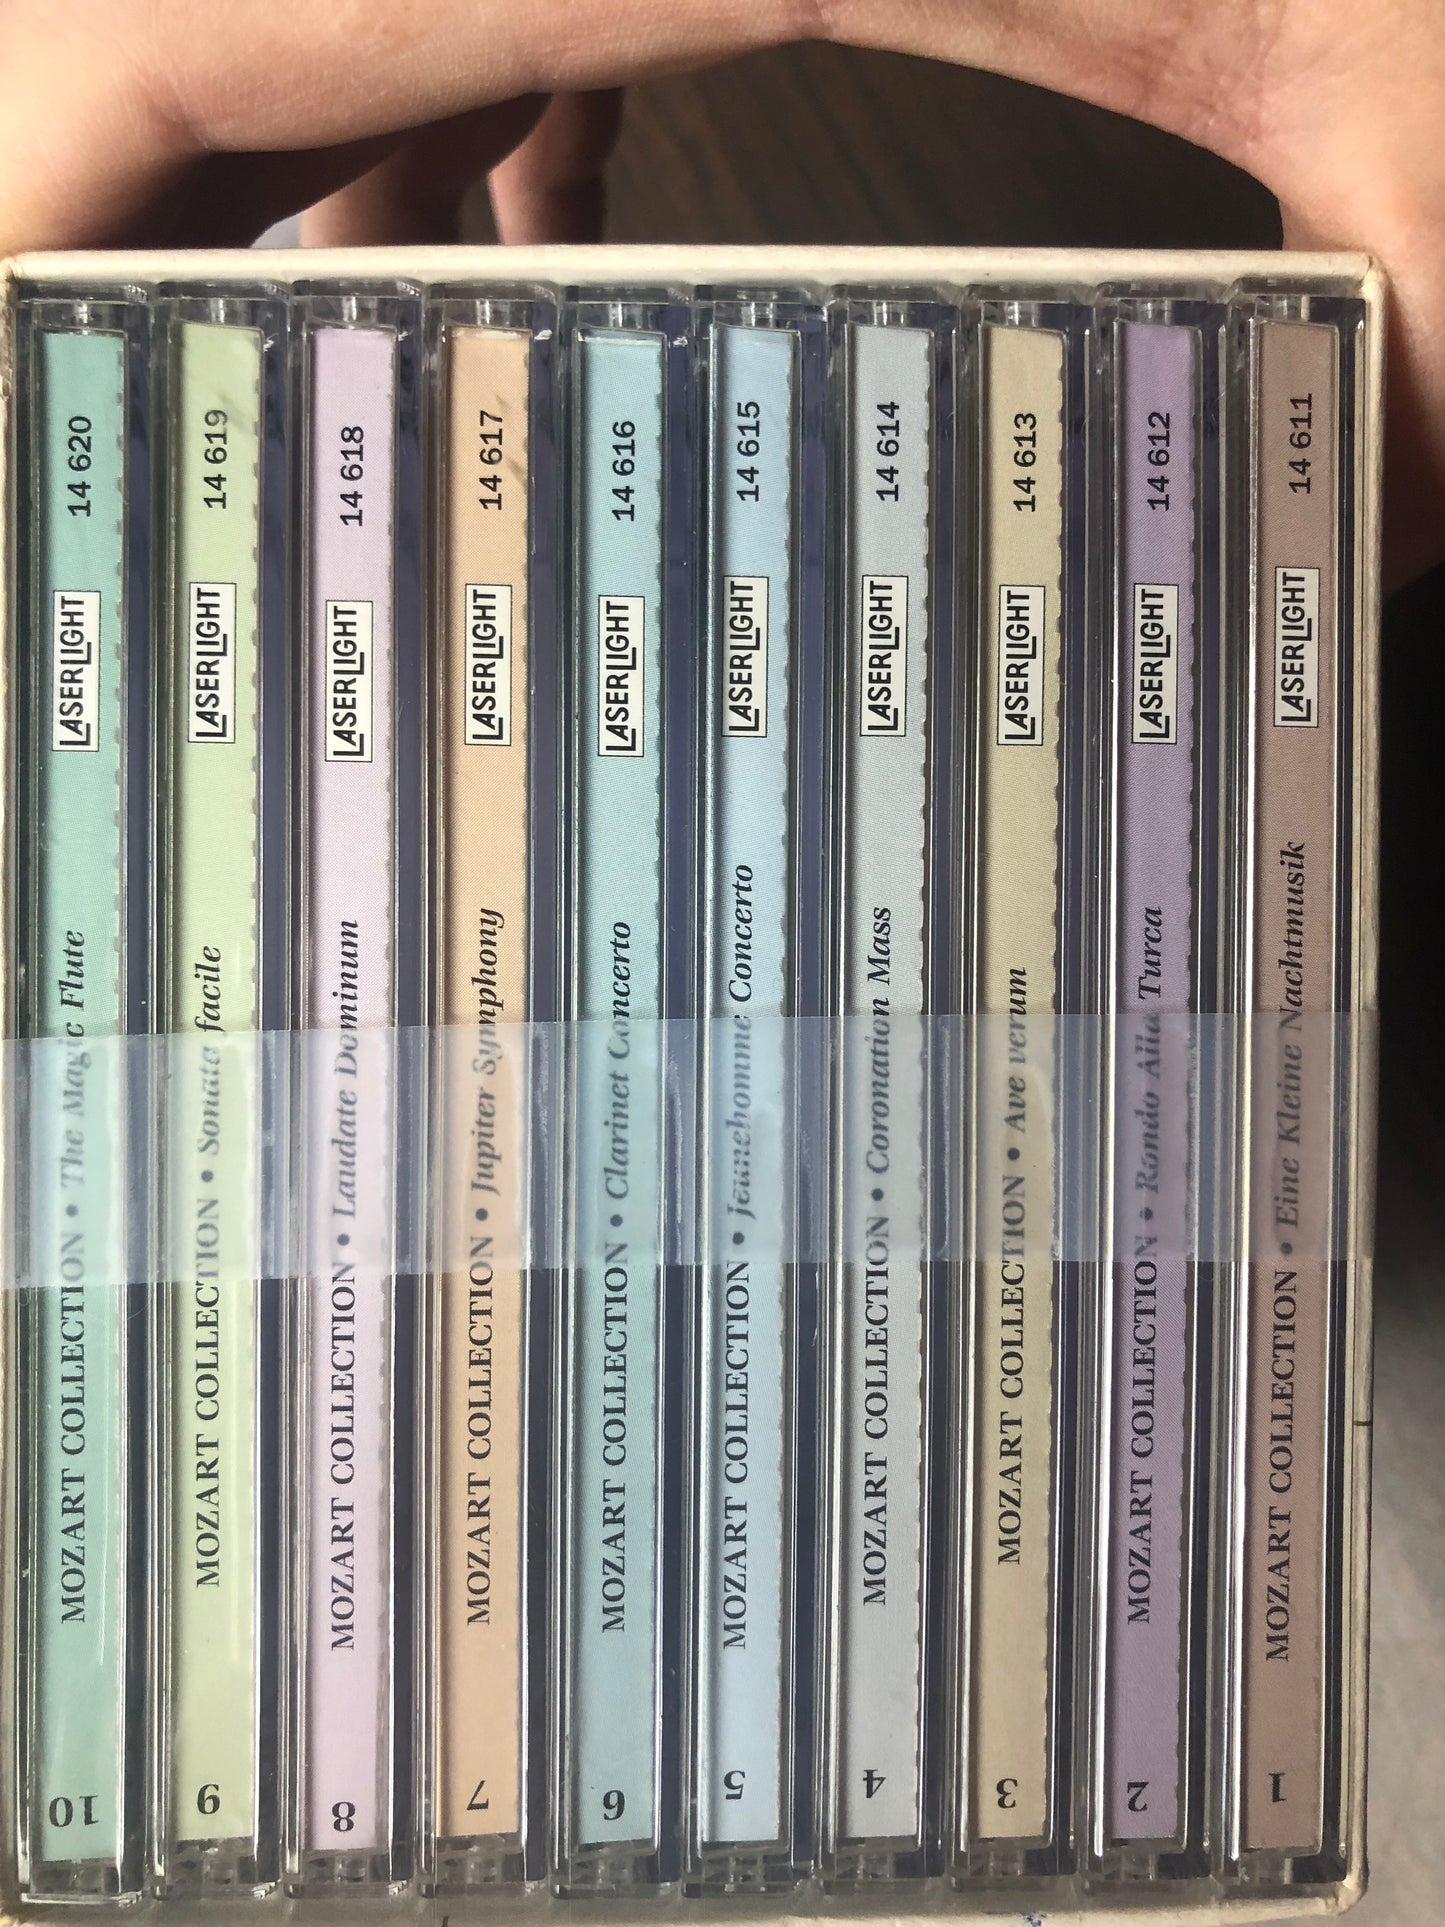 10 MOZART COLLECTION • The Magic Flute LASERLIGHT 14 620
9 MOZART COLLECTION • Sonata facile LASERLIGHT 14 619
8 MOZART COLLECTION • Laudate Dominum LASERLIGHT 14 618
7 MOZART COLLECTION • Jupiter Symphony LASERLIGHT 14 617
6 MOZART COLLECTION • Clarinet Concerto LASERLIGHT 14 616
5 MOZART COLLECTION • Jeunehomme Concerto LASERLIGHT 14 615
4 MOZART COLLECTION • Coronation Mass LASERLIGHT 14 614
3 MOZART COLLECTION • Ave verum LASERLIGHT 14 613
2 MOZART COLLECTION • Rondo Alla Turca LASERLIGHT 14 612
1 MOZART COLLECTION • Eine Kleine Nachtmusik LASERLIGHT 14 611